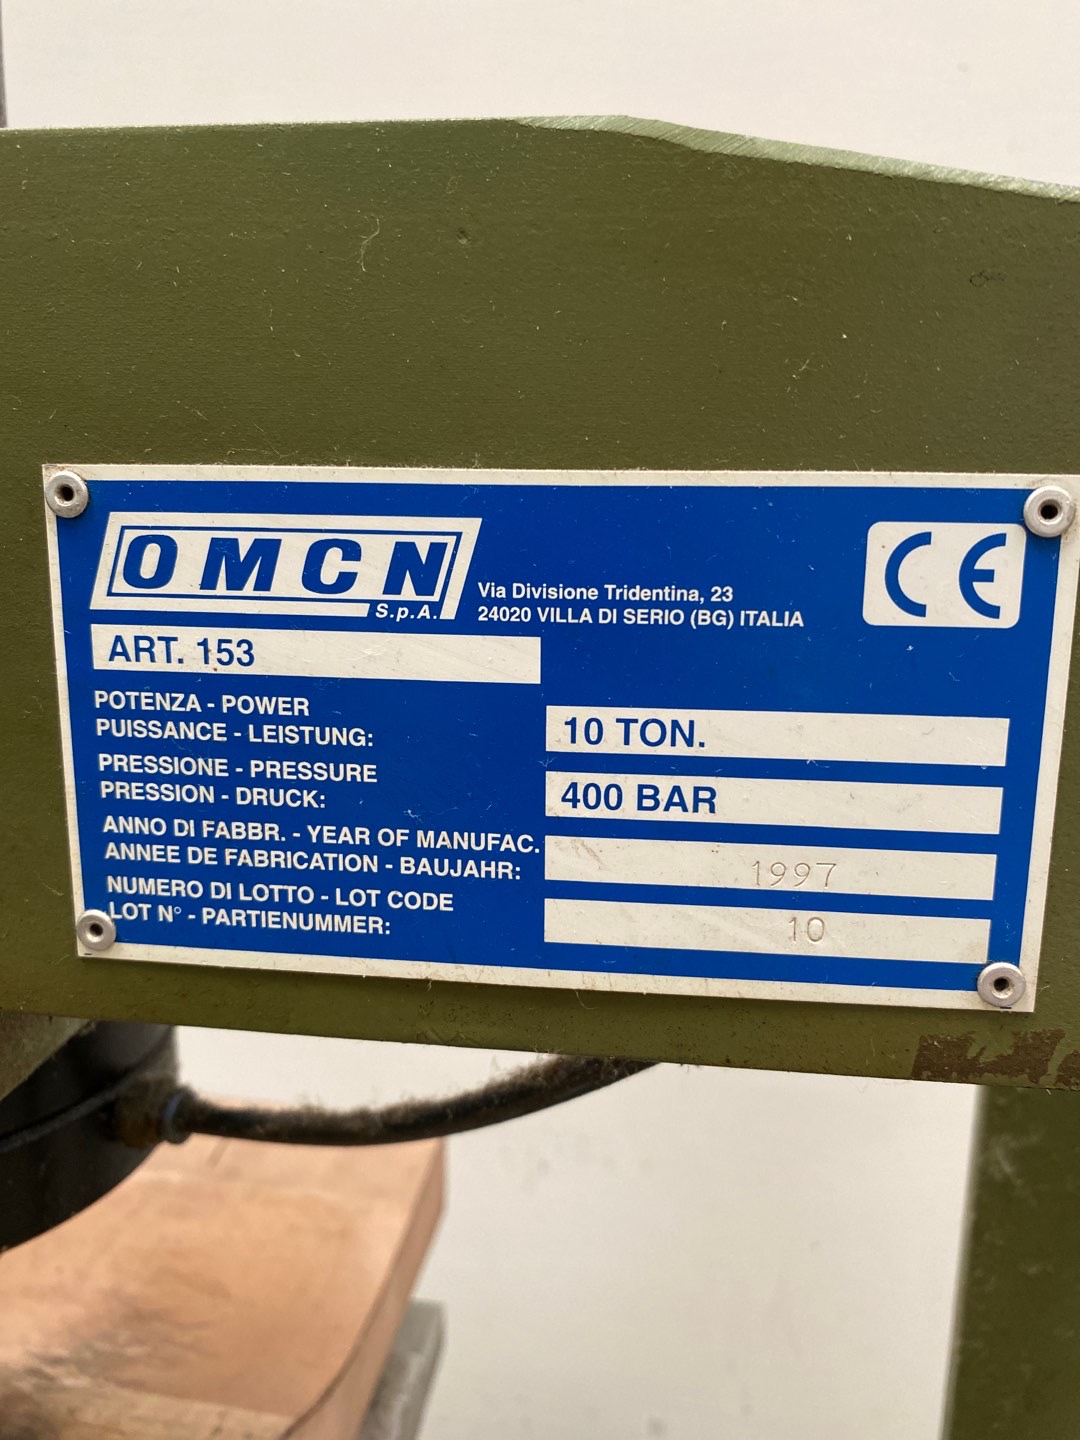 OMCN
S.p.A.
Via Divisione Tridentina, 23
24020 VILLA DI SERIO (BG) ITALIA
CE
ART. 153
POTENZA - POWER
PUISSANCE - LEISTUNG:
10 TON.
PRESSIONE - PRESSURE
PRESSION - DRUCK:
400 BAR
ANNO DI FABBR. - YEAR OF MANUFAC.
ANNEE DE FABRICATION - BAUJAHR:
1997
NUMERO DI LOTTO - LOT CODE
LOT N° - PARTIENUMMER:
10